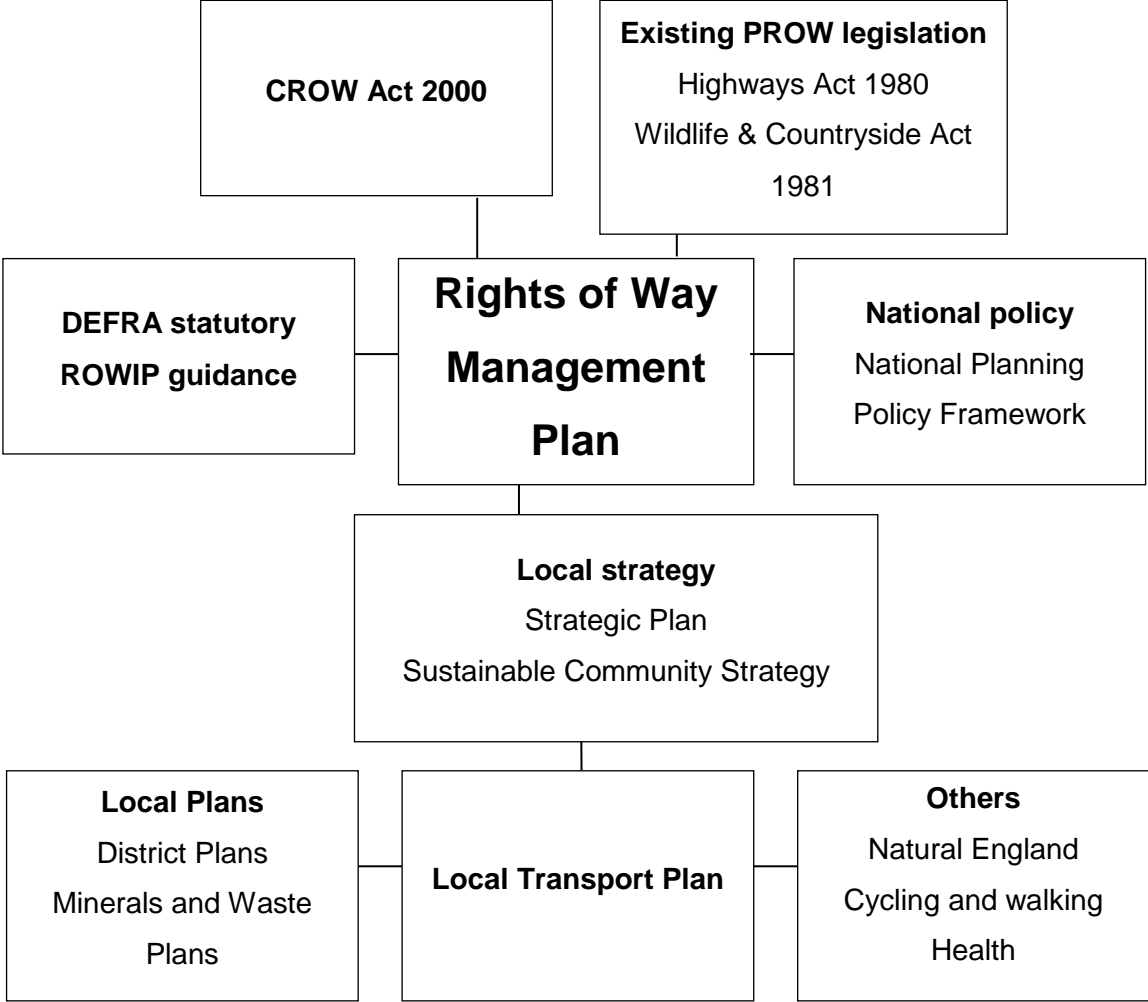 CROW Act 2000
Existing PROW legislation
Highways Act 1980
Wildlife & Countryside Act
1981
DEFRA statutory
ROWIP guidance
Rights of Way
Management
Plan
National policy
National Planning
Policy Framework
Local strategy
Strategic Plan
Sustainable Community Strategy
Local Plans
District Plans
Minerals and Waste
Plans
Local Transport Plan
Others
Natural England
Cycling and walking
Health